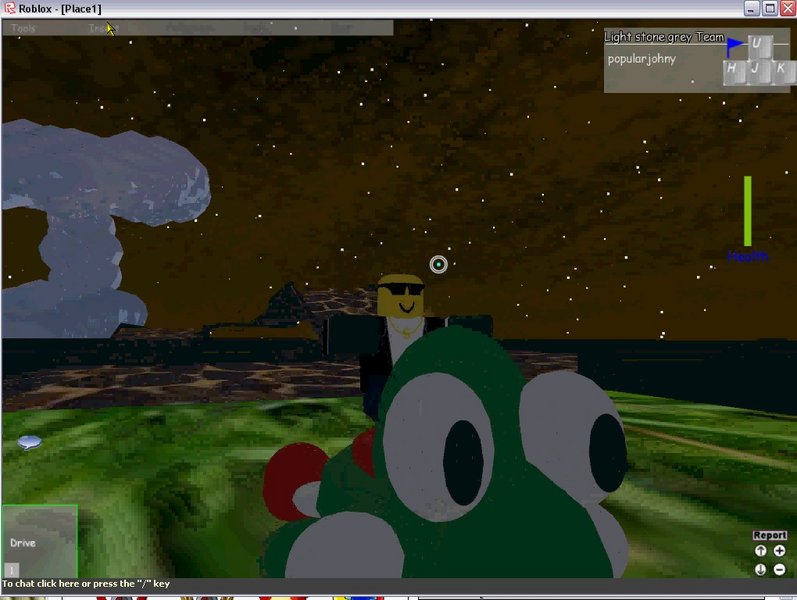 Roblox - [Place1]
Tools
Insert
Light stone grey Team
popularjohny
U
H J K
Health
Drive
1
Report
To chat click here or press the "/" key